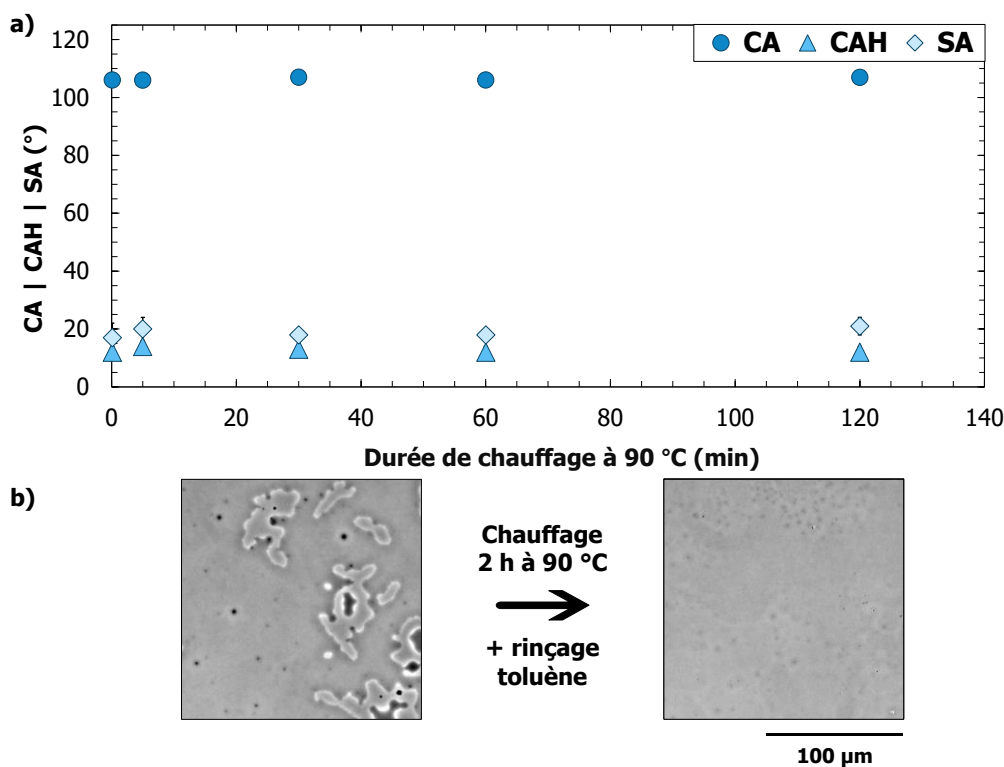 a)
CA CAH SA
120
100
80
60
40
20
0
CA | CAH | SA (°)
0 20 40 60 80 100 120 140
Durée de chauffage à 90 °C (min)
b)
Chauffage
2 h à 90 °C
+ rinçage
toluène
100 µm